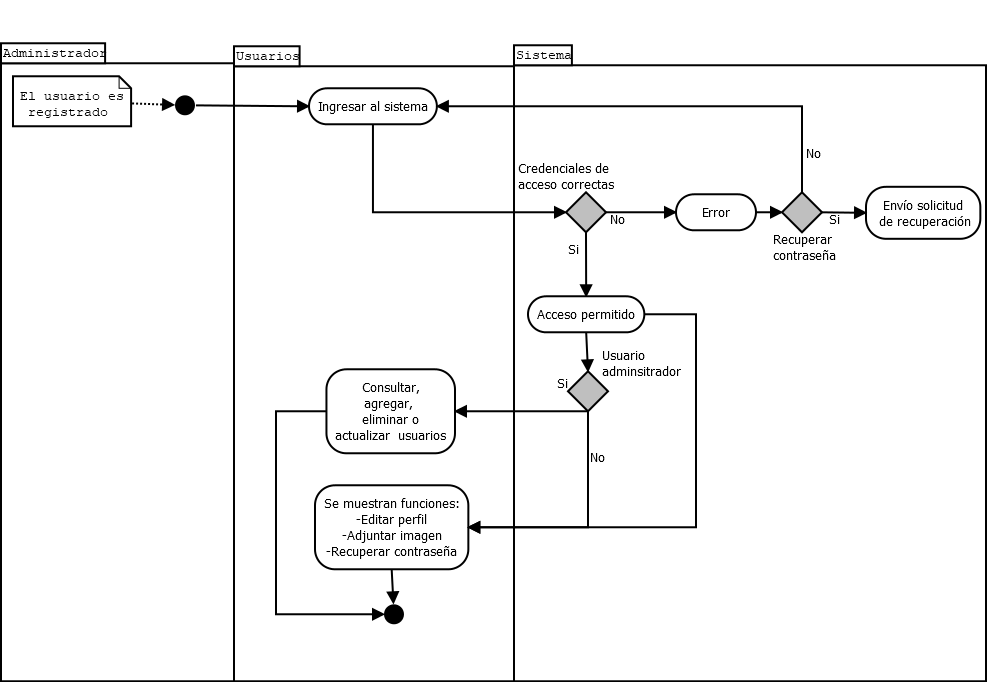 Administrador
Usuarios
Sistema
El usuario es
registrado
Ingresar al sistema
No
Credenciales de
acceso correctas
No
Error
Si
Recuperar
contraseña
Envío solicitud
de recuperación
Si
Acceso permitido
Usuario
adminsitrador
Si
Consultar,
agregar,
eliminar o
actualizar usuarios
No
Se muestran funciones:
-Editar perfil
-Adjuntar imagen
-Recuperar contraseña